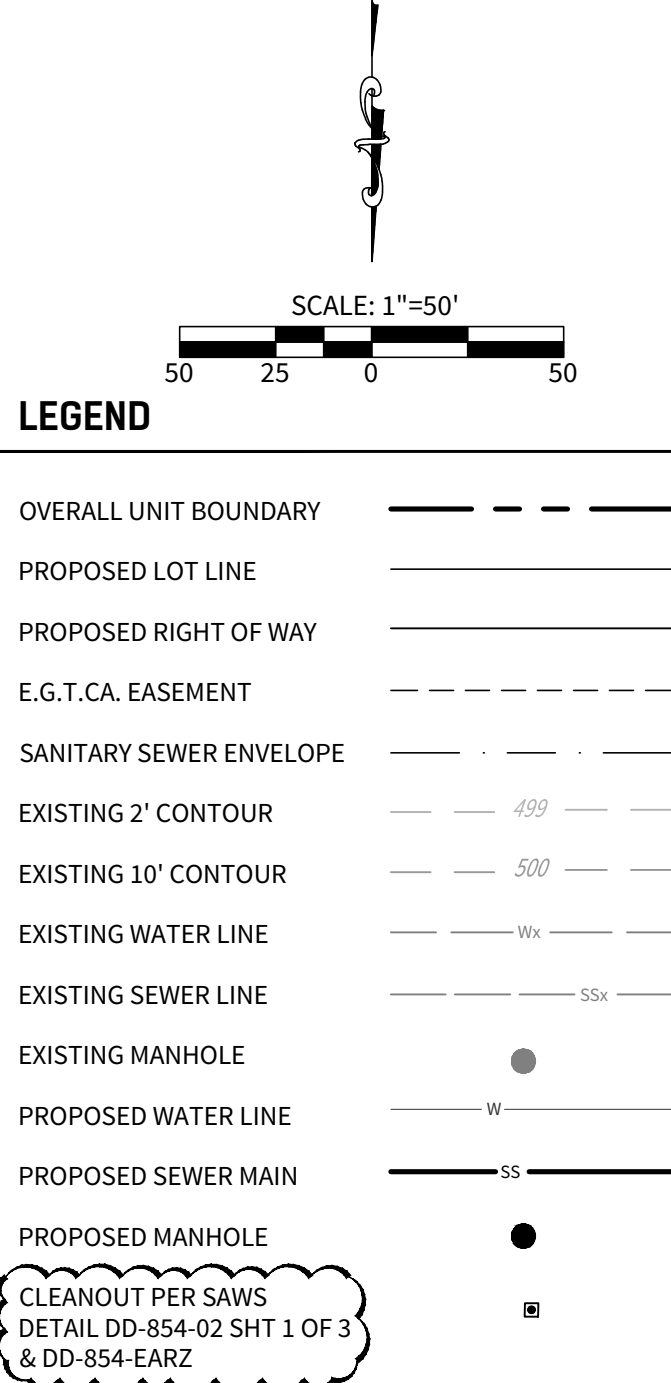 SCALE: 1"=50'
50 25 0 50
LEGEND
OVERALL UNIT BOUNDARY
PROPOSED LOT LINE
PROPOSED RIGHT OF WAY
E.G.T.CA. EASEMENT
SANITARY SEWER ENVELOPE
EXISTING 2' CONTOUR 499
EXISTING 10' CONTOUR 500
EXISTING WATER LINE Wx
EXISTING SEWER LINE SSx
EXISTING MANHOLE
PROPOSED WATER LINE W
PROPOSED SEWER MAIN SS
PROPOSED MANHOLE
CLEANOUT PER SAWS
DETAIL DD-854-02 SHT 1 OF 3
& DD-854-EARZ